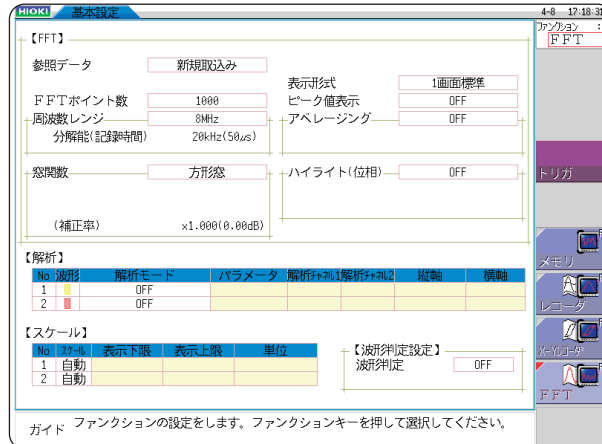 HIOKI 基本設定
4-8 17:18:31
ファンクション :
FFT
【FFT】
参照データ 新規取込み
表示形式 1画面標準
FFTポイント数 1000
ピーク値表示 OFF
周波数レンジ 8MHz
アベレージング OFF
分解能(記録時間) 20kHz(50㎲)
窓関数 方形窓
ハイライト(位相) OFF
(補正率) x1.000(0.00dB)
トリガ
メモリ
レコーダ
X-Yレコーダ
FFT
【解析】
No 波形 解析モード パラメータ 解析チャネル1 解析チャネル2 縦軸 横軸
1 OFF
2 OFF
【スケール】
No スケール 表示下限 表示上限 単位
1 自動
2 自動
【波形判定設定】
波形判定 OFF
ガイド ファンクションの設定をします。ファンクションキーを押して選択してください。